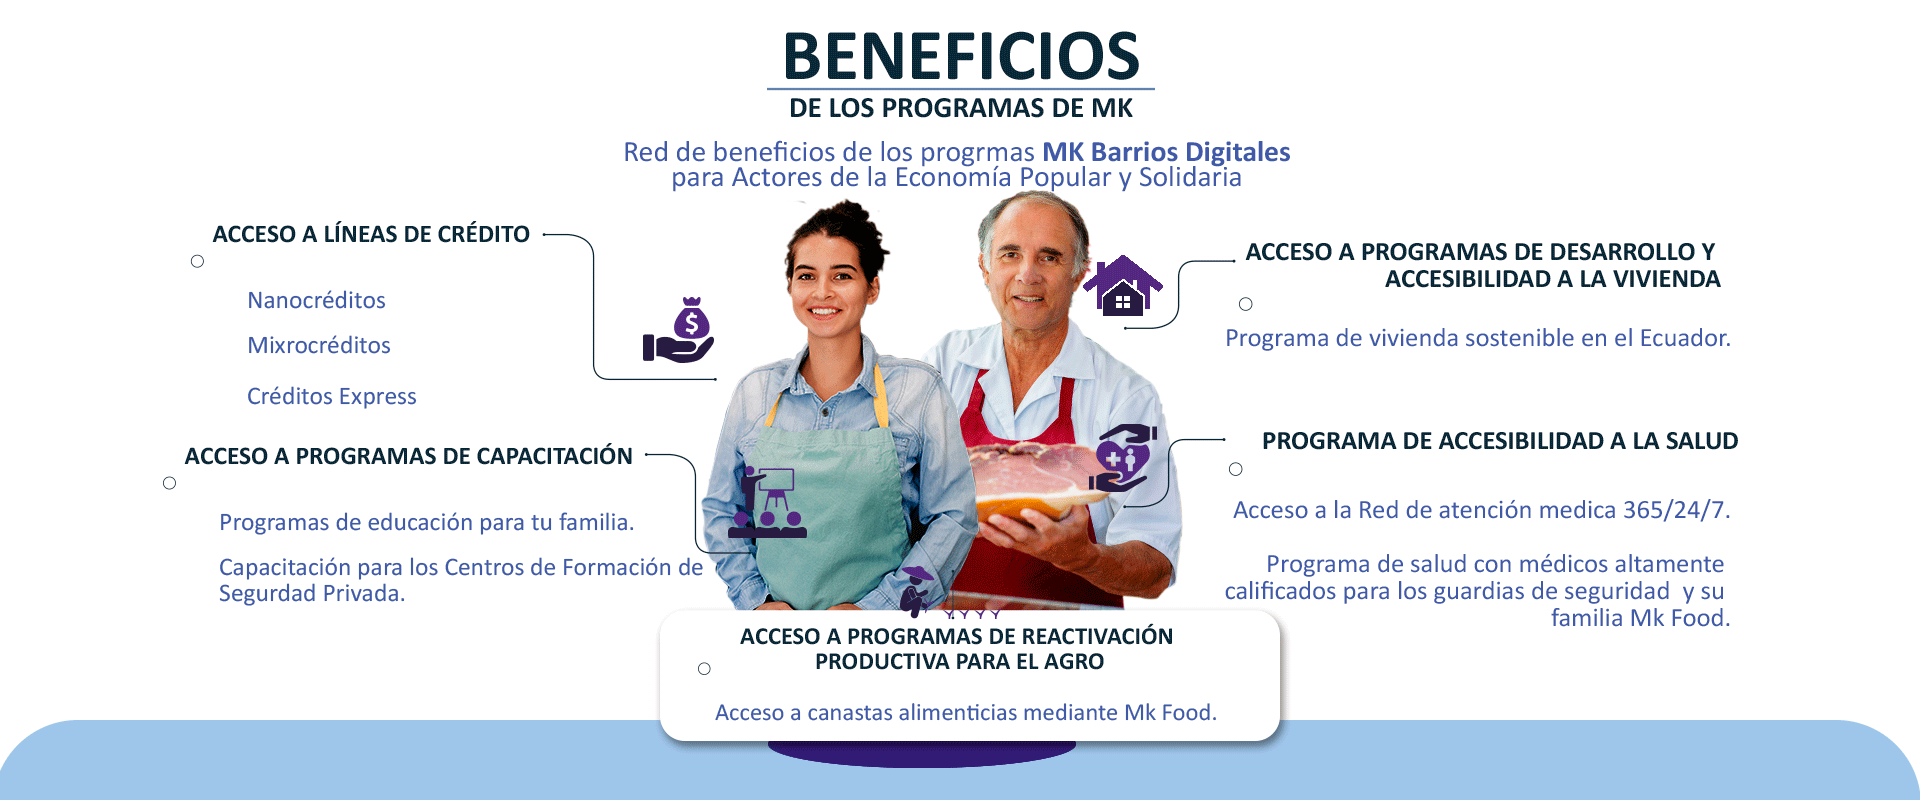 BENEFICIOS
DE LOS PROGRAMAS DE MK
Red de beneficios de los progrmas MK Barrios Digitales
para Actores de la Economía Popular y Solidaria
ACCESO A LÍNEAS DE CRÉDITO
Nanocréditos
Mixrocréditos
Créditos Express
ACCESO A PROGRAMAS DE CAPACITACIÓN
Programas de educación para tu familia.
Capacitación para los Centros de Formación de
Segurdad Privada.
ACCESO A PROGRAMAS DE DESARROLLO Y
ACCESIBILIDAD A LA VIVIENDA
Programa de vivienda sostenible en el Ecuador.
PROGRAMA DE ACCESIBILIDAD A LA SALUD
Acceso a la Red de atención medica 365/24/7.
Programa de salud con médicos altamente
calificados para los guardias de seguridad y su
familia Mk Food.
ACCESO A PROGRAMAS DE REACTIVACIÓN
PRODUCTIVA PARA EL AGRO
Acceso a canastas alimenticias mediante Mk Food.